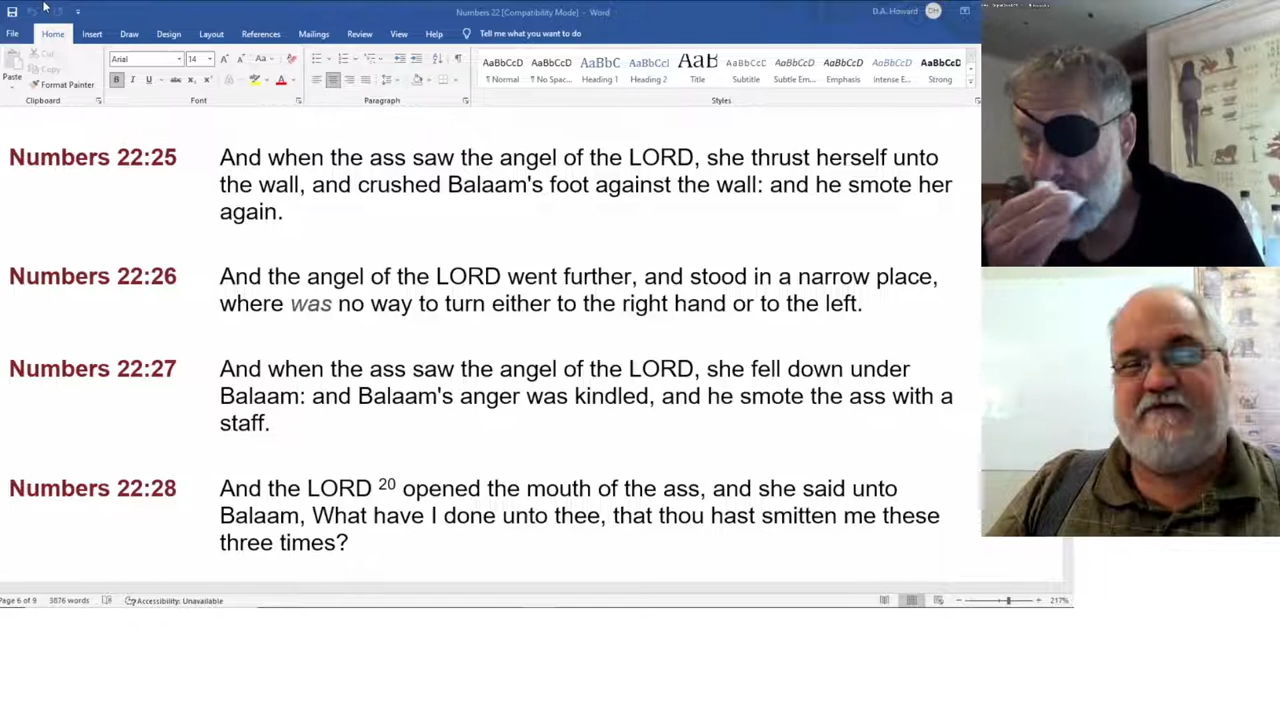 Numbers 22 [Compatibility Mode] - Word
D.A. Howard
DH
File Home Insert Draw Design Layout References Mailings Review View Help Tell me what you want to do
Paste
Cut
Copy
Format Painter
Clipboard
Arial
14
B I U
Font
Paragraph
AaBbCcD AaBbCcD AaBbC AaBbCcl AaB AaBbCcD AaBbCcD AaBbCcD AaBbCcD AaBbCcD
¶ Normal ¶ No Spac... Heading 1 Heading 2 Title Subtitle Subtle Em... Emphasis Intense E... Strong
Styles
Numbers 22:25 And when the ass saw the angel of the LORD, she thrust herself unto
the wall, and crushed Balaam's foot against the wall: and he smote her
again.
Numbers 22:26 And the angel of the LORD went further, and stood in a narrow place,
where was no way to turn either to the right hand or to the left.
Numbers 22:27 And when the ass saw the angel of the LORD, she fell down under
Balaam: and Balaam's anger was kindled, and he smote the ass with a
staff.
Numbers 22:28 And the LORD 20 opened the mouth of the ass, and she said unto
Balaam, What have I done unto thee, that thou hast smitten me these
three times?
Page 6 of 9 3876 words Accessibility: Unavailable 217%